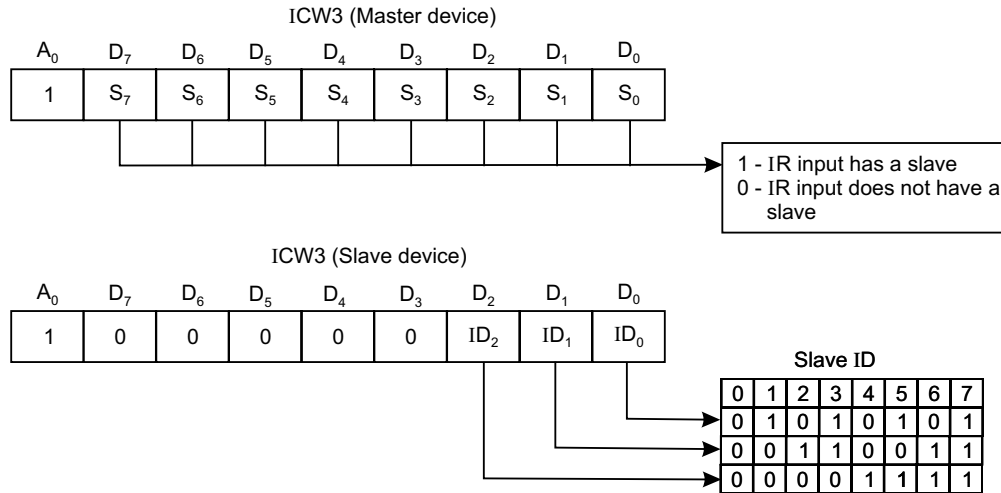 ICW3 (Master device)
A₀ D₇ D₆ D₅ D₄ D₃ D₂ D₁ D₀
1 S₇ S₆ S₅ S₄ S₃ S₂ S₁ S₀
1 - IR input has a slave
0 - IR input does not have a
slave
ICW3 (Slave device)
A₀ D₇ D₆ D₅ D₄ D₃ D₂ D₁ D₀
1 0 0 0 0 0 ID₂ ID₁ ID₀
Slave ID
0 1 2 3 4 5 6 7
0 1 0 1 0 1 0 1
0 0 1 1 0 0 1 1
0 0 0 0 1 1 1 1